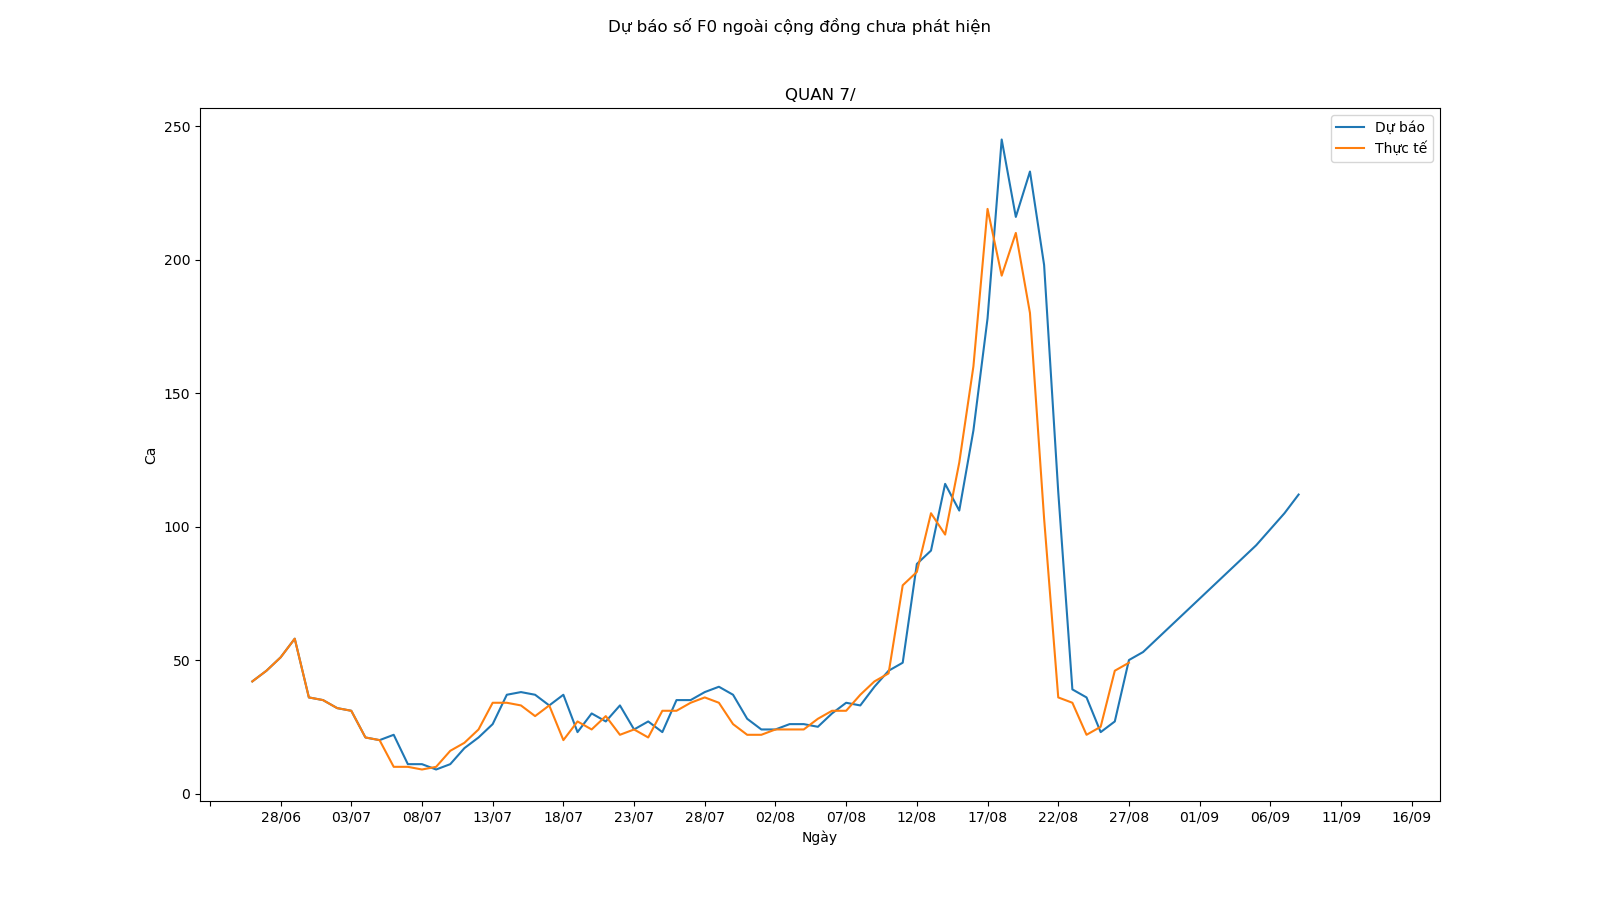 Dự báo số F0 ngoài cộng đồng chưa phát hiện
QUAN 7/
Dự báo
Thực tế
250
200
150
100
50
0
Ca
28/06 03/07 08/07 13/07 18/07 23/07 28/07 02/08 07/08 12/08 17/08 22/08 27/08 01/09 06/09 11/09 16/09
Ngày